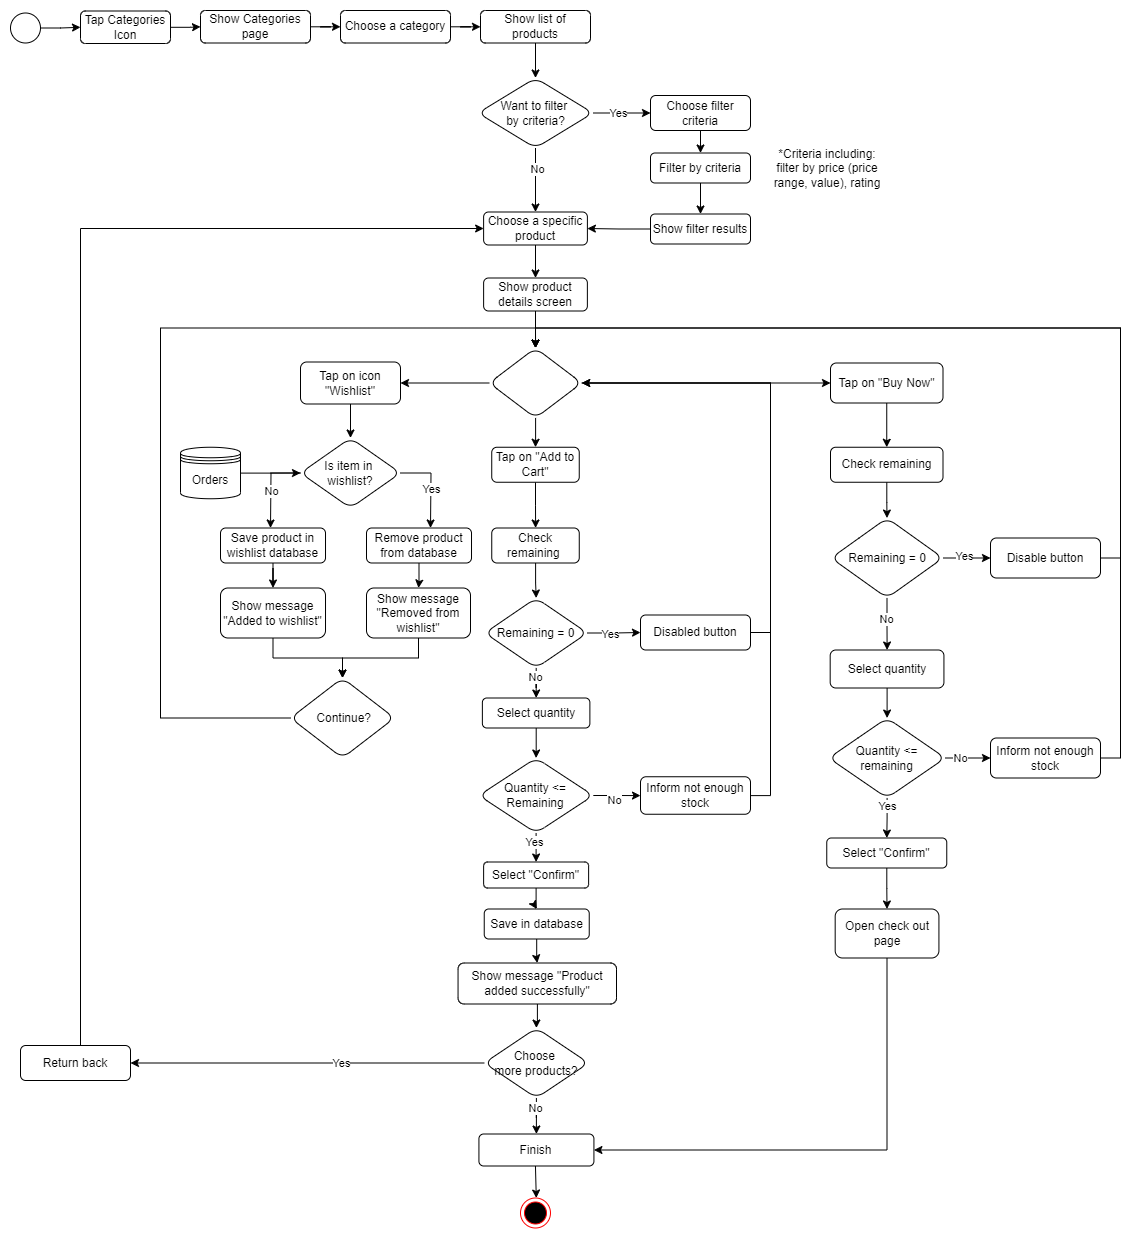 Tap Categories
Icon
Show Categories
page
Choose a category
Show list of
products
Want to filter
by criteria?
Yes
Choose filter
criteria
Filter by criteria
*Criteria including:
filter by price (price
range, value), rating
No
Choose a specific
product
Show filter results
Show product
details screen
Tap on icon
"Wishlist"
Tap on "Buy Now"
Is item in
wishlist?
Orders
No
Yes
Tap on "Add to
Cart"
Check remaining
Save product in
wishlist database
Remove product
from database
Check
remaining
Remaining = 0
Yes
Disable button
Show message
"Added to wishlist"
Show message
"Removed from
wishlist"
Remaining = 0
Yes
Disabled button
No
No
Select quantity
Select quantity
Continue?
Quantity <=
remaining
No
Inform not enough
stock
Quantity <=
Remaining
No
Inform not enough
stock
Yes
Yes
Select "Confirm"
Select "Confirm"
Save in database
Open check out
page
Show message "Product
added successfully"
Choose
more products?
Yes
Return back
No
Finish